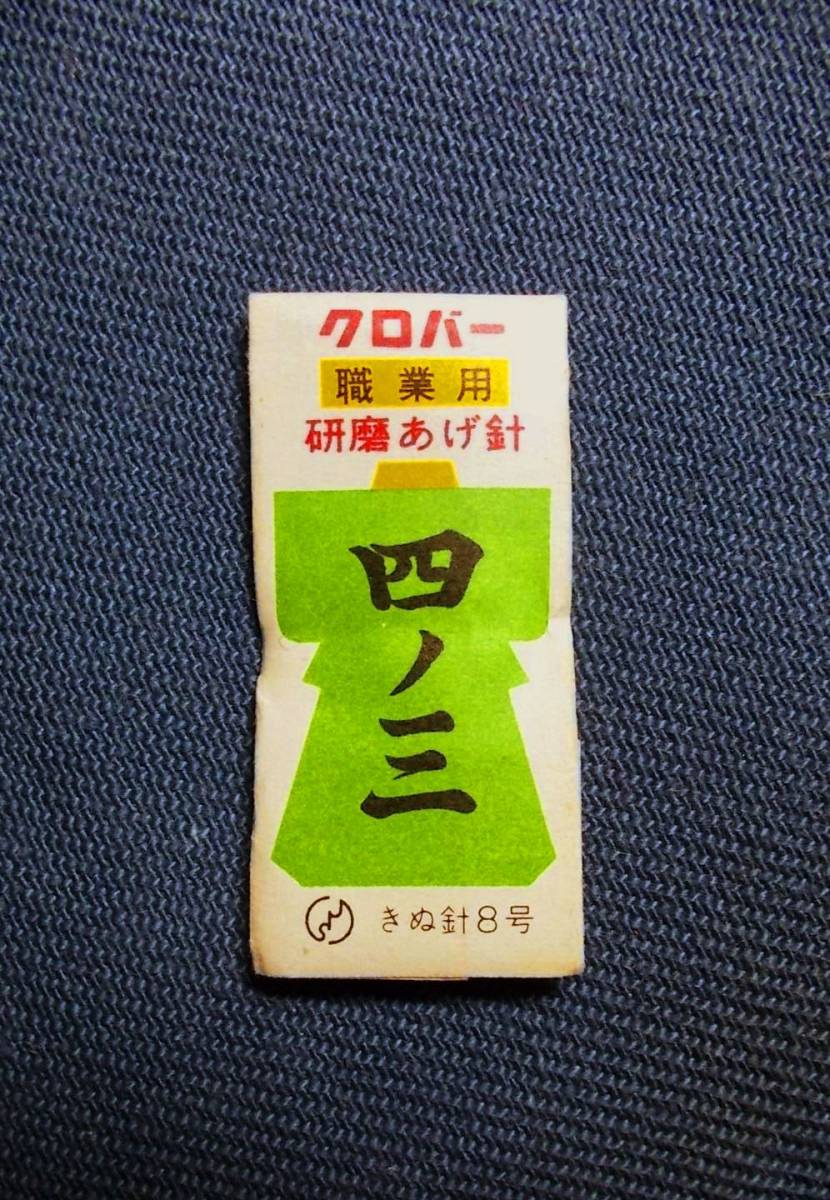 クロバー
職業用
研磨あげ針
四ノ三
きぬ針8号